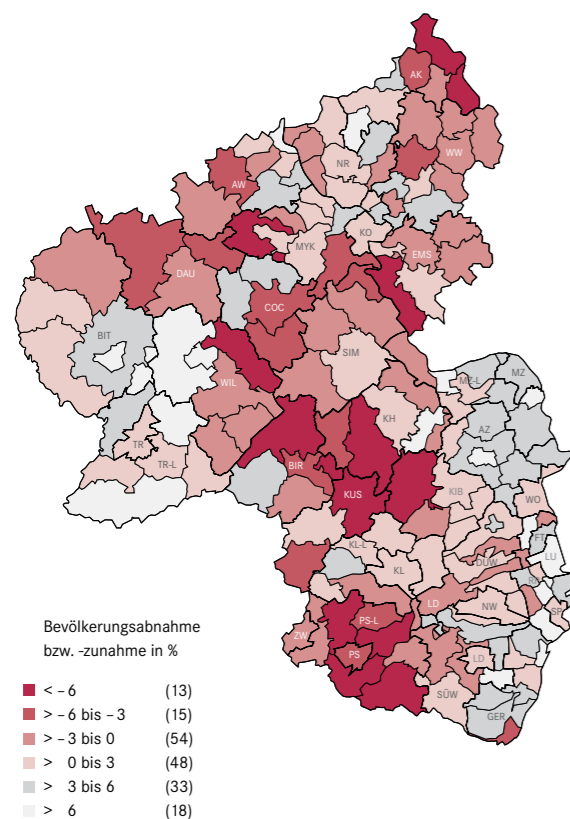 AK
WW
NR
AW
KO
MYK
EMS
DAU
COC
BIT
SIM
WIL
MZ-L
MZ
KH
AZ
TR
TR-L
BIR
KUS
KIB
WO
KL-L
FT
LU
KL
DÜW
LD
NW
SP
PS-L
ZW
PS
LD
SÜW
GER
Bevölkerungsabnahme
bzw. -zunahme in %
< – 6 (13)
> – 6 bis – 3 (15)
> – 3 bis 0 (54)
> 0 bis 3 (48)
> 3 bis 6 (33)
> 6 (18)